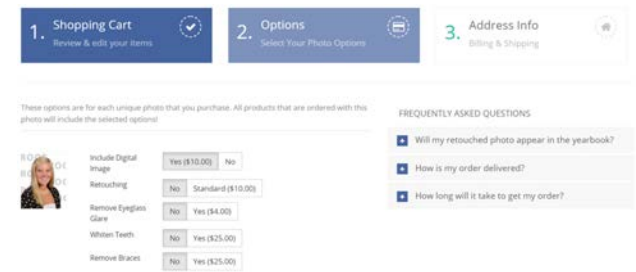 1. Shopping Cart
Review & edit your items
2. Options
Select Your Photo Options
3. Address Info
Billing & Shipping
These options are for each unique photo that you purchase. All products that are ordered with this
photo will include the selected options!
Include Digital
Image
Yes ($10.00) No
Retouching
No Standard ($10.00)
Remove Eyeglass
Glare
No Yes ($4.00)
Whiten Teeth
No Yes ($25.00)
Remove Braces
No Yes ($25.00)
FREQUENTLY ASKED QUESTIONS
+ Will my retouched photo appear in the yearbook?
+ How is my order delivered?
+ How long will it take to get my order?